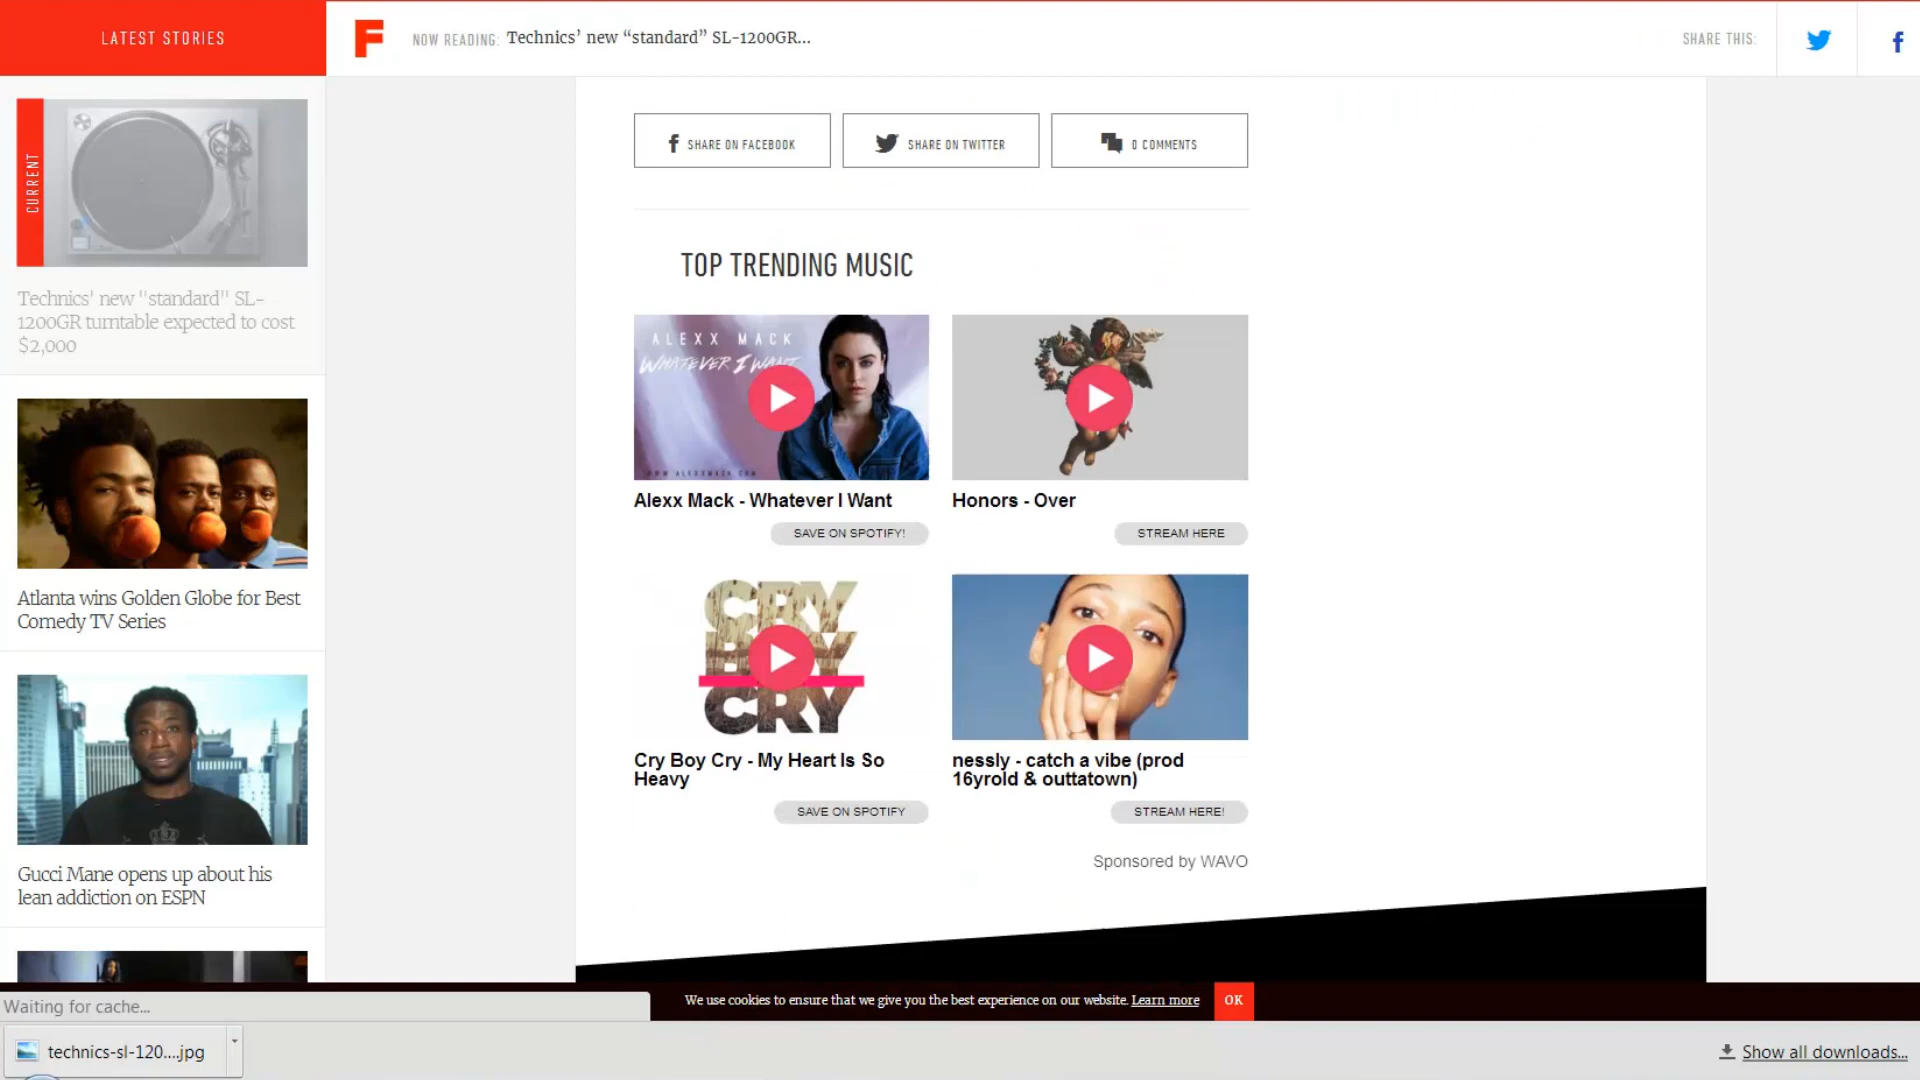 LATEST STORIES
F
NOW READING: Technics’ new “standard” SL-1200GR...
SHARE THIS:
CURRENT
Technics' new "standard" SL-
1200GR turntable expected to cost
$2,000
Atlanta wins Golden Globe for Best
Comedy TV Series
Gucci Mane opens up about his
lean addiction on ESPN
SHARE ON FACEBOOK
SHARE ON TWITTER
0 COMMENTS
TOP TRENDING MUSIC
ALEXX MACK
WHATEVER I WANT
WWW.ALEXXMACK.COM
Alexx Mack - Whatever I Want
SAVE ON SPOTIFY!
Honors - Over
STREAM HERE
CRY
BOY
CRY
Cry Boy Cry - My Heart Is So
Heavy
SAVE ON SPOTIFY
nessly - catch a vibe (prod
16yrold & outtatown)
STREAM HERE!
Sponsored by WAVO
We use cookies to ensure that we give you the best experience on our website. Learn more
OK
Waiting for cache...
technics-sl-120....jpg
Show all downloads...